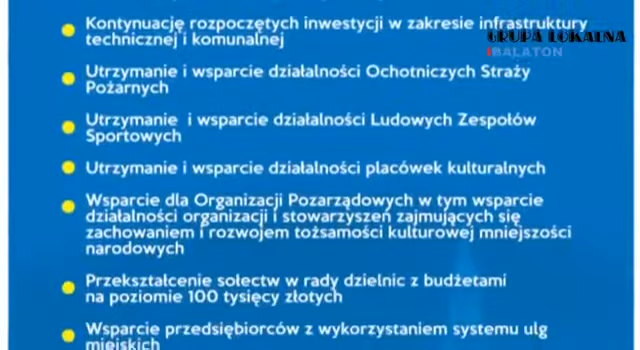 Kontynuację rozpoczętych inwestycji w zakresie infrastruktury
technicznej i komunalnej
GRUPA LOKALNA
BALATON
Utrzymanie i wsparcie działalności Ochotniczych Straży
Pożarnych
Utrzymanie i wsparcie działalności Ludowych Zespołów
Sportowych
Utrzymanie i wsparcie działalności placówek kulturalnych
Wsparcie dla Organizacji Pozarządowych w tym wsparcie
działalności organizacji i stowarzyszeń zajmujących się
zachowaniem i rozwojem tożsamości kulturowej mniejszości
narodowych
Przekształcenie sołectw w rady dzielnic z budżetami
na poziomie 100 tysięcy złotych
Wsparcie przedsiębiorców z wykorzystaniem systemu ulg
miejskich